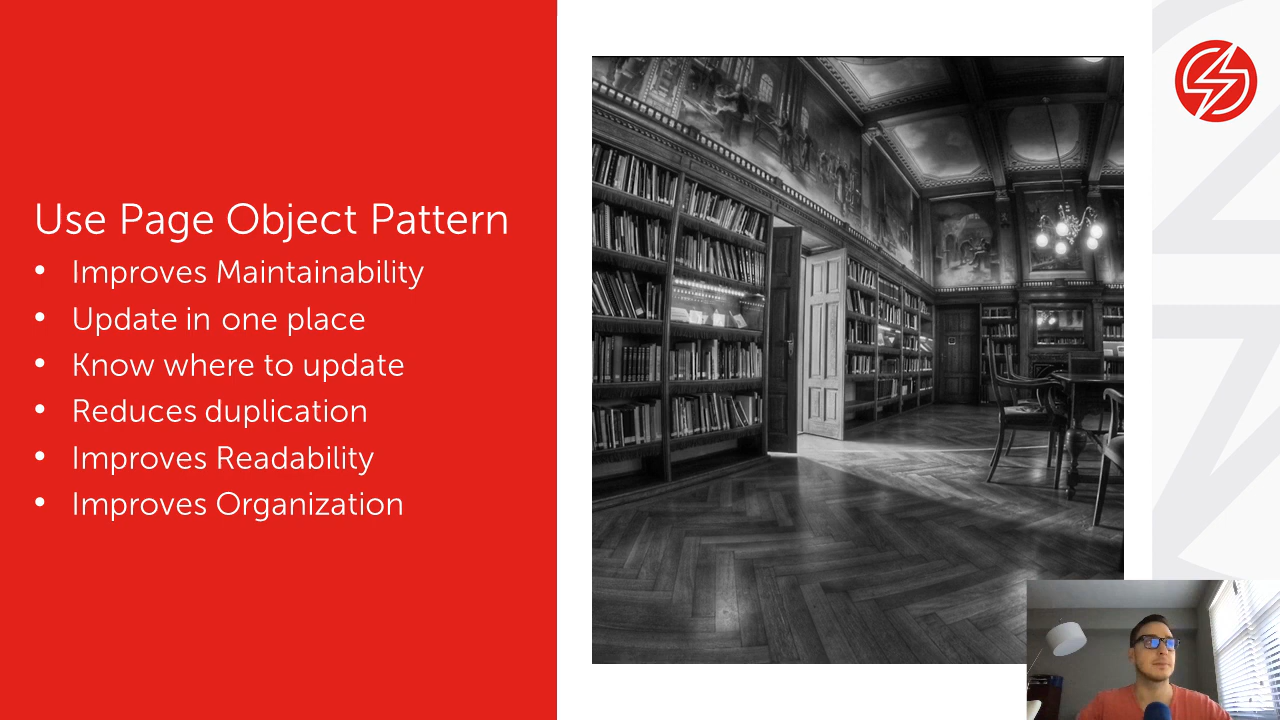 Use Page Object Pattern
• Improves Maintainability
• Update in one place
• Know where to update
• Reduces duplication
• Improves Readability
• Improves Organization